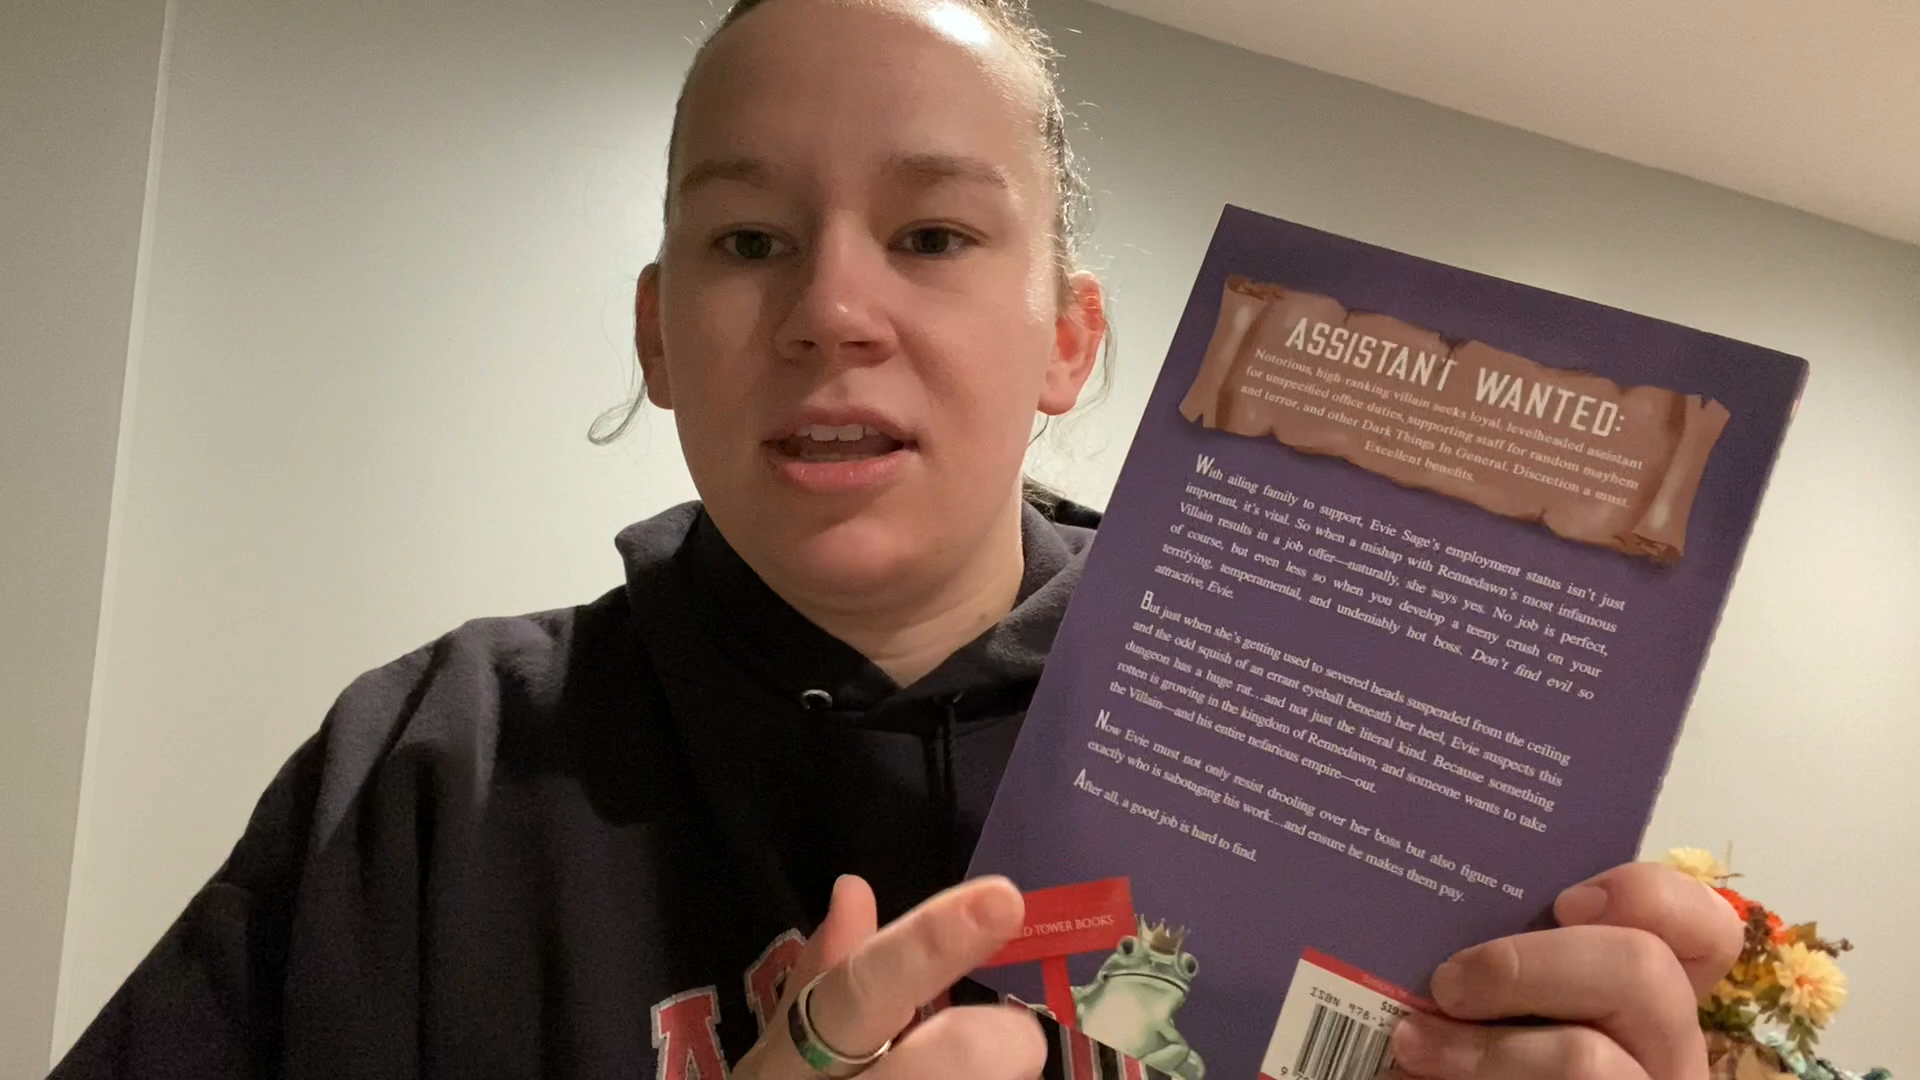 ASSISTANT WANTED:
Notorious, high-ranking villain seeks loyal, levelheaded assistant
for unspecified office duties, supporting staff for random mayhem
and terror, and other Dark Things In General. Discretion a must.
Excellent benefits.
With ailing family to support, Evie Sage's employment status isn't just
important, it's vital. So when a mishap with Rennedawn's most infamous
Villain results in a job offer—naturally, she says yes. No job is perfect,
of course, but even less so when you develop a teeny crush on your
terrifying, temperamental, and undeniably hot boss. Don't find evil so
attractive, Evie.
But just when she's getting used to severed heads suspended from the ceiling
and the odd squish of an errant eyeball beneath her heel, Evie suspects this
dungeon has a huge rat...and not just the literal kind. Because something
rotten is growing in the kingdom of Rennedawn, and someone wants to take
the Villain—and his entire nefarious empire—out.
Now Evie must not only resist drooling over her boss but also figure out
exactly who is sabotaging his work...and ensure he makes them pay.
After all, a good job is hard to find.
D TOWER BOOKS
ISBN 978-1-